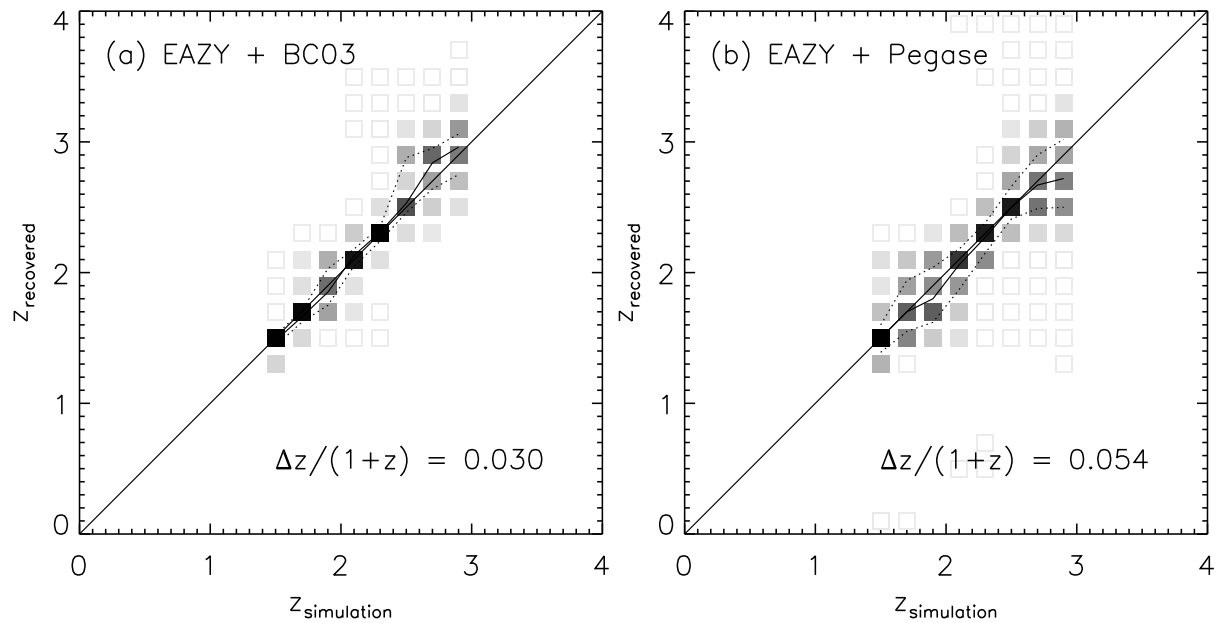 (a) EAZY + BC03
4
3
2
1
0
z_recovered
Δz/(1+z) = 0.030
0 1 2 3 4
z_simulation
(b) EAZY + Pegase
4
3
2
1
0
z_recovered
Δz/(1+z) = 0.054
0 1 2 3 4
z_simulation